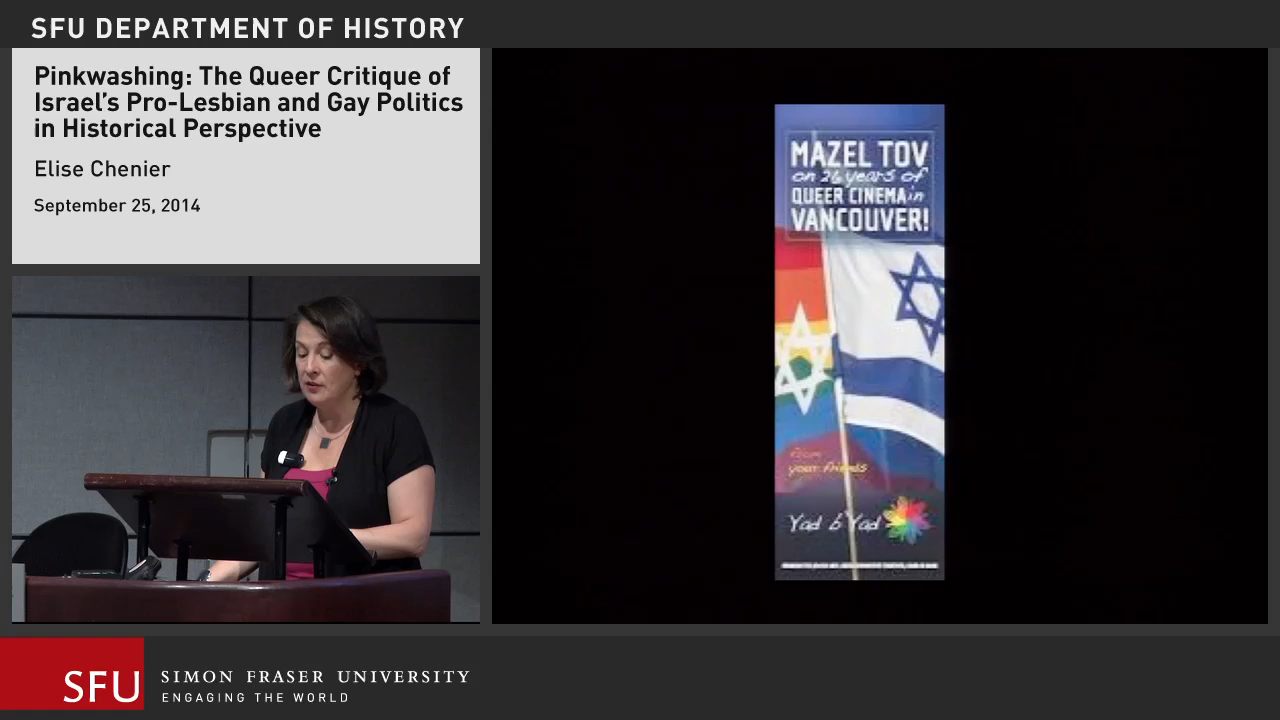 SFU DEPARTMENT OF HISTORY
Pinkwashing: The Queer Critique of
Israel's Pro-Lesbian and Gay Politics
in Historical Perspective
Elise Chenier
September 25, 2014
MAZEL TOV
on 26 years of
QUEER CINEMA in
VANCOUVER!
from
your friends
Yad b'Yad
SFU
SIMON FRASER UNIVERSITY
ENGAGING THE WORLD